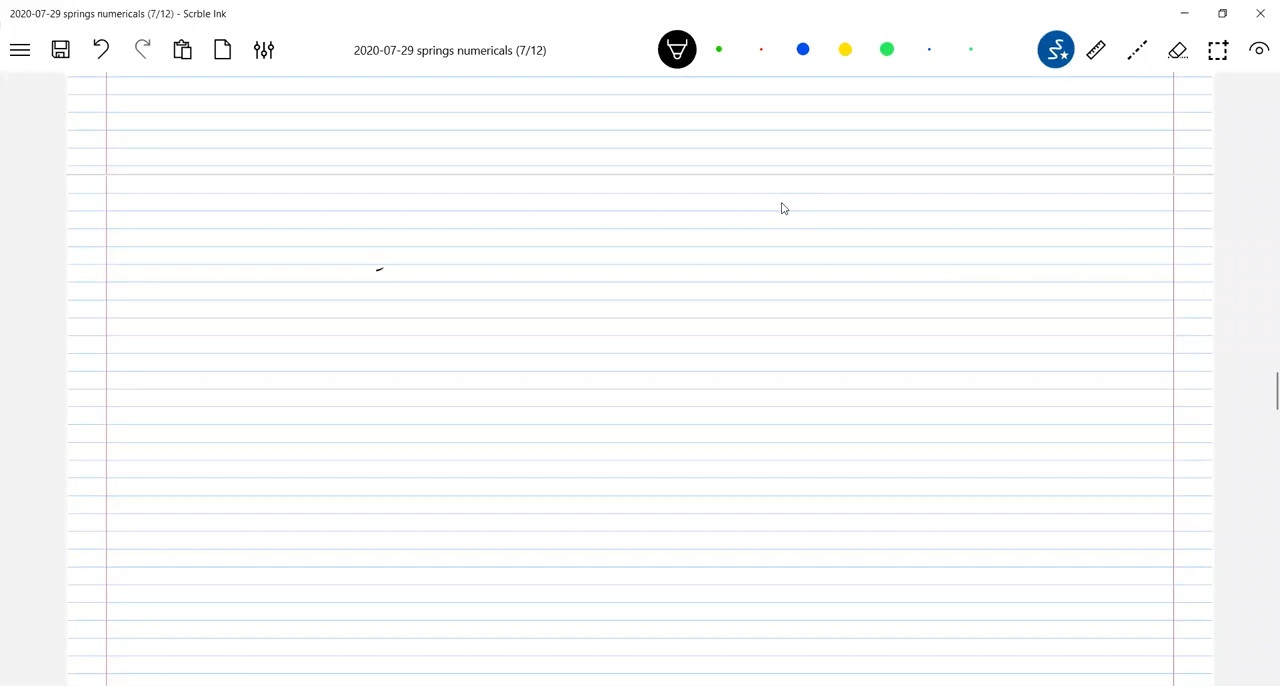 2020-07-29 springs numericals (7/12) - Scrble Ink
2020-07-29 springs numericals (7/12)